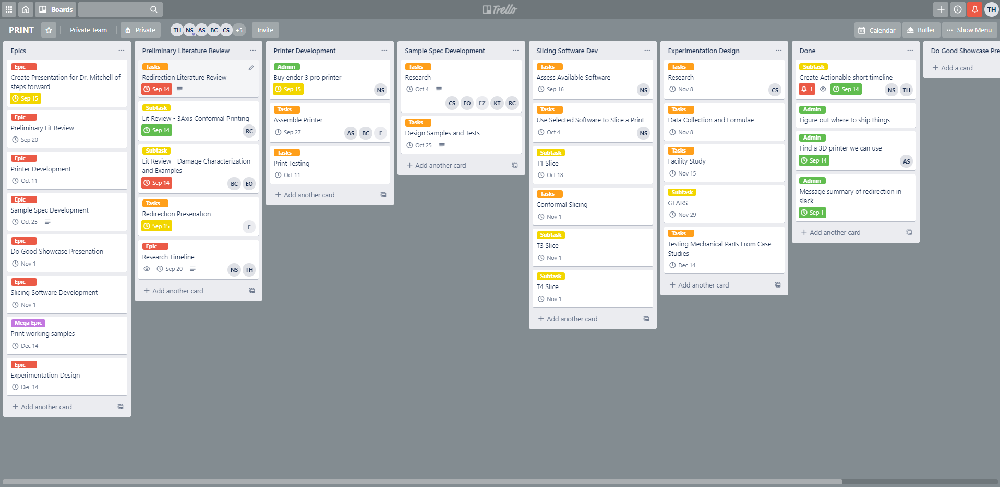 Boards
Trello
TH
PRINT
Private Team
Private
TH NS AS BC CS +5
Invite
Calendar
Butler
Show Menu
Epics
Epic
Create Presentation for Dr. Mitchell of
steps forward
Sep 15
Epic
Preliminary Lit Review
Sep 20
Epic
Printer Development
Oct 11
Epic
Sample Spec Development
Oct 25
Epic
Do Good Showcase Presenation
Nov 1
Epic
Slicing Software Development
Nov 1
Mega Epic
Print working samples
Dec 14
Epic
Experimentation Design
Dec 14
+ Add another card
Preliminary Literature Review
Tasks
Redirection Literature Review
Sep 14
Subtask
Lit Review - 3Axis Conformal Printing
Sep 14
RC
Subtask
Lit Review - Damage Characterization
and Examples
Sep 14
BC EO
Tasks
Redirection Presenation
Sep 15
E
Epic
Research Timeline
Sep 20
NS TH
+ Add another card
Printer Development
Admin
Buy ender 3 pro printer
Sep 15
NS
Tasks
Assemble Printer
Sep 27
AS BC E
Tasks
Print Testing
Oct 11
+ Add another card
Sample Spec Development
Tasks
Research
Oct 4
CS EO EZ KT RC
Tasks
Design Samples and Tests
Oct 25
+ Add another card
Slicing Software Dev
Tasks
Assess Available Software
Sep 16
NS
Tasks
Use Selected Software to Slice a Print
Oct 4
NS
Subtask
T1 Slice
Oct 18
Tasks
Conformal Slicing
Nov 1
Subtask
T3 Slice
Nov 1
Subtask
T4 Slice
Nov 1
+ Add another card
Experimentation Design
Tasks
Research
Nov 8
CS
Tasks
Data Collection and Formulae
Nov 8
Tasks
Facility Study
Nov 15
Subtask
GEARS
Nov 29
Tasks
Testing Mechanical Parts From Case
Studies
Dec 14
+ Add another card
Done
Subtask
Create Actionable short timeline
1
Sep 14
NS TH
Admin
Figure out where to ship things
Admin
Find a 3D printer we can use
Sep 14
AS
Admin
Message summary of redirection in
slack
Sep 1
+ Add another card
Do Good Showcase Pre
+ Add a card